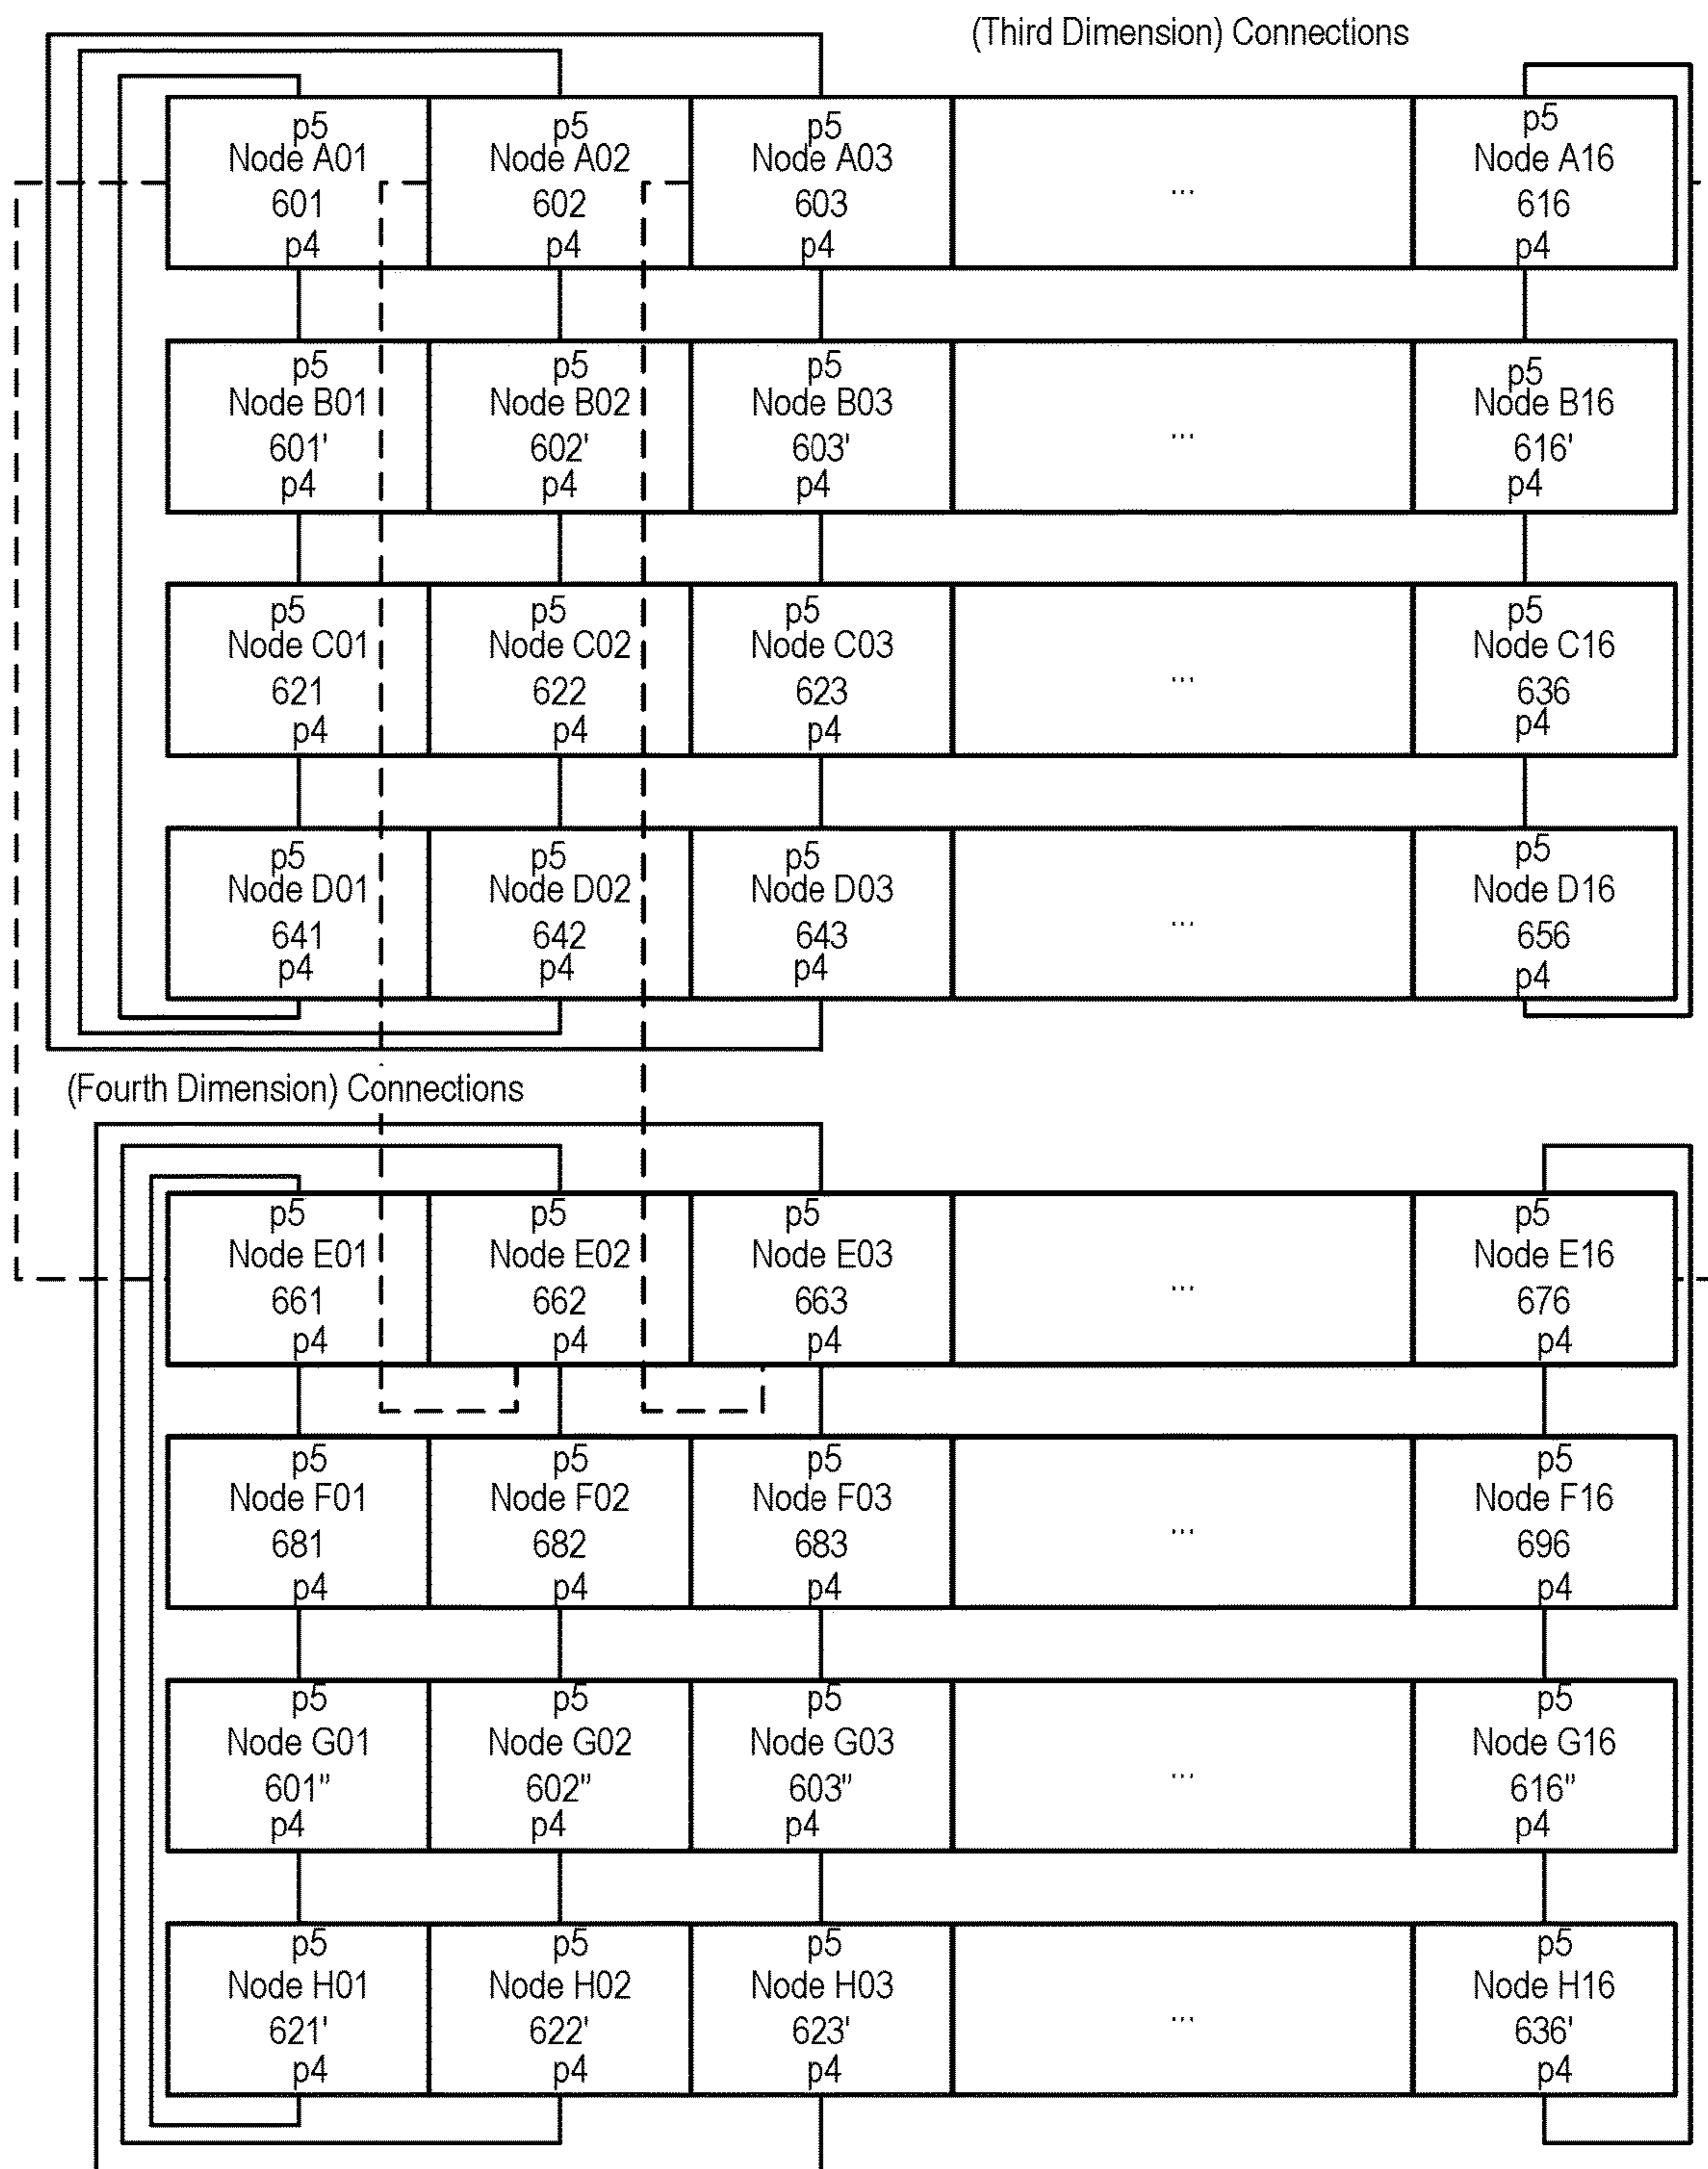 (Third Dimension) Connections
p5 p5 p5 p5
Node A01 Node A02 Node A03 ... Node A16
601 602 603 616
p4 p4 p4 p4
p5 p5 p5 p5
Node B01 Node B02 Node B03 ... Node B16
601' 602' 603' 616'
p4 p4 p4 p4
p5 p5 p5 p5
Node C01 Node C02 Node C03 ... Node C16
621 622 623 636
p4 p4 p4 p4
p5 p5 p5 p5
Node D01 Node D02 Node D03 ... Node D16
641 642 643 656
p4 p4 p4 p4
(Fourth Dimension) Connections
p5 p5 p5 p5
Node E01 Node E02 Node E03 ... Node E16
661 662 663 676
p4 p4 p4 p4
p5 p5 p5 p5
Node F01 Node F02 Node F03 ... Node F16
681 682 683 696
p4 p4 p4 p4
p5 p5 p5 p5
Node G01 Node G02 Node G03 ... Node G16
601" 602" 603" 616"
p4 p4 p4 p4
p5 p5 p5 p5
Node H01 Node H02 Node H03 ... Node H16
621' 622' 623' 636'
p4 p4 p4 p4